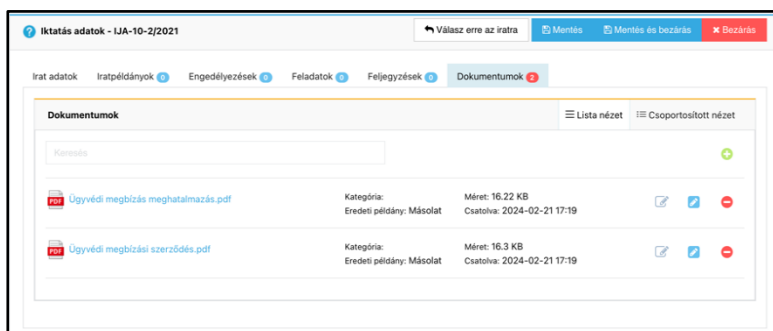 Iktatás adatok - IJA-10-2/2021
Válasz erre az iratra
Mentés
Mentés és bezárás
Bezárás
Irat adatok
Iratpéldányok 0
Engedélyezések 0
Feladatok 0
Feljegyzések 0
Dokumentumok 2
Dokumentumok
Lista nézet
Csoportosított nézet
Keresés
PDF
Ügyvédi megbízás meghatalmazás.pdf
Kategória:
Eredeti példány: Másolat
Méret: 16.22 KB
Csatolva: 2024-02-21 17:19
PDF
Ügyvédi megbízási szerződés.pdf
Kategória:
Eredeti példány: Másolat
Méret: 16.3 KB
Csatolva: 2024-02-21 17:19